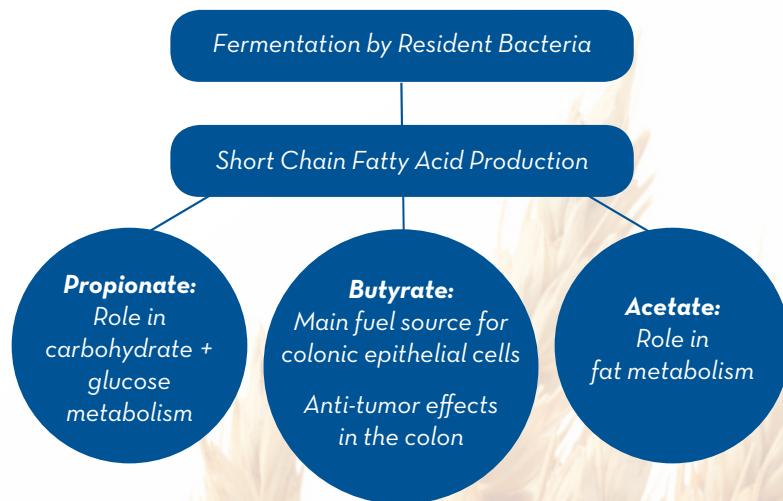 Fermentation by Resident Bacteria
Short Chain Fatty Acid Production
Propionate:
Role in
carbohydrate +
glucose
metabolism
Butyrate:
Main fuel source for
colonic epithelial cells
Anti-tumor effects
in the colon
Acetate:
Role in
fat metabolism